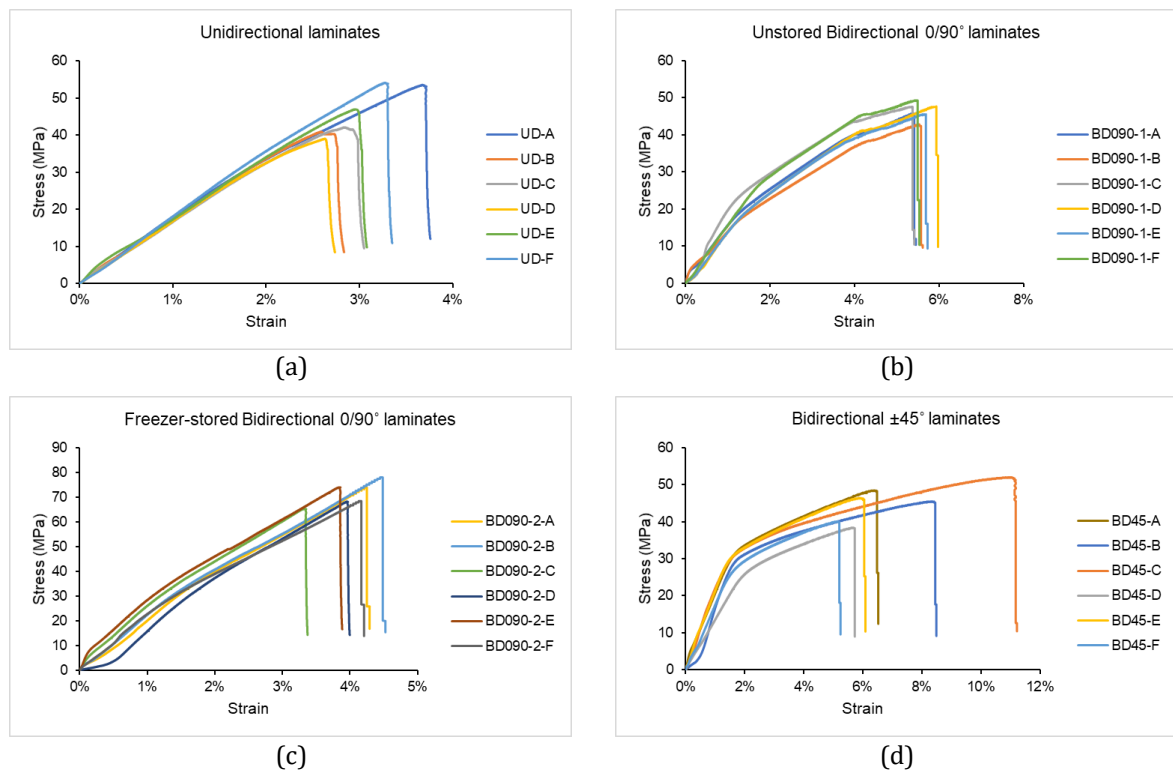 Unidirectional laminates
60
50
40
30
20
10
0
Stress (MPa)
0% 1% 2% 3% 4%
Strain
UD-A
UD-B
UD-C
UD-D
UD-E
UD-F
(a)
Unstored Bidirectional 0/90° laminates
60
50
40
30
20
10
0
Stress (MPa)
0% 2% 4% 6% 8%
Strain
BD090-1-A
BD090-1-B
BD090-1-C
BD090-1-D
BD090-1-E
BD090-1-F
(b)
Freezer-stored Bidirectional 0/90° laminates
90
80
70
60
50
40
30
20
10
0
Stress (MPa)
0% 1% 2% 3% 4% 5%
Strain
BD090-2-A
BD090-2-B
BD090-2-C
BD090-2-D
BD090-2-E
BD090-2-F
(c)
Bidirectional ±45° laminates
60
50
40
30
20
10
0
Stress (MPa)
0% 2% 4% 6% 8% 10% 12%
Strain
BD45-A
BD45-B
BD45-C
BD45-D
BD45-E
BD45-F
(d)